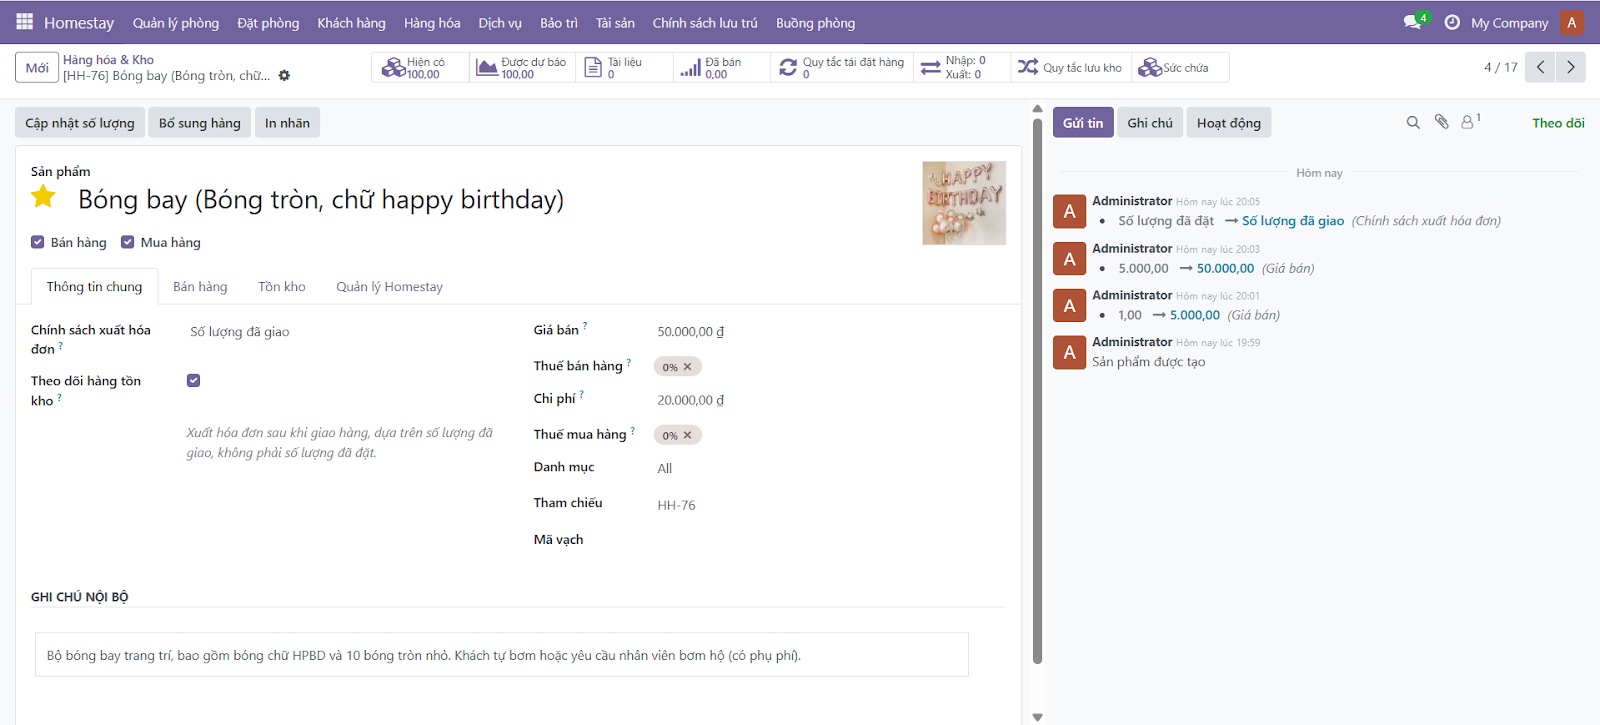 Homestay Quản lý phòng Đặt phòng Khách hàng Hàng hóa Dịch vụ Bảo trì Tài sản Chính sách lưu trú Buồng phòng 4 My Company A
Mới
Hàng hóa & Kho
[HH-76] Bóng bay (Bóng tròn, chữ...
Hiện có
100,00
Được dự báo
100,00
Tài liệu
0
Đã bán
0,00
Quy tắc tái đặt hàng
0
Nhập: 0
Xuất: 0
Quy tắc lưu kho
Sức chứa
4 / 17
Cập nhật số lượng Bổ sung hàng In nhãn
Sản phẩm
Bóng bay (Bóng tròn, chữ happy birthday)
HAPPY
BIRTHDAY
Bán hàng Mua hàng
Thông tin chung Bán hàng Tồn kho Quản lý Homestay
Chính sách xuất hóa
đơn ?
Số lượng đã giao
Theo dõi hàng tồn
kho ?
Xuất hóa đơn sau khi giao hàng, dựa trên số lượng đã
giao, không phải số lượng đã đặt.
Giá bán ? 50.000,00 ₫
Thuế bán hàng ? 0% ×
Chi phí ? 20.000,00 ₫
Thuế mua hàng ? 0% ×
Danh mục All
Tham chiếu HH-76
Mã vạch
GHI CHÚ NỘI BỘ
Bộ bóng bay trang trí, bao gồm bóng chữ HPBD và 10 bóng tròn nhỏ. Khách tự bơm hoặc yêu cầu nhân viên bơm hộ (có phụ phí).
Gửi tin Ghi chú Hoạt động 1 Theo dõi
Hôm nay
A
Administrator Hôm nay lúc 20:05
• Số lượng đã đặt → Số lượng đã giao (Chính sách xuất hóa đơn)
A
Administrator Hôm nay lúc 20:03
• 5.000,00 → 50.000,00 (Giá bán)
A
Administrator Hôm nay lúc 20:01
• 1,00 → 5.000,00 (Giá bán)
A
Administrator Hôm nay lúc 19:59
Sản phẩm được tạo